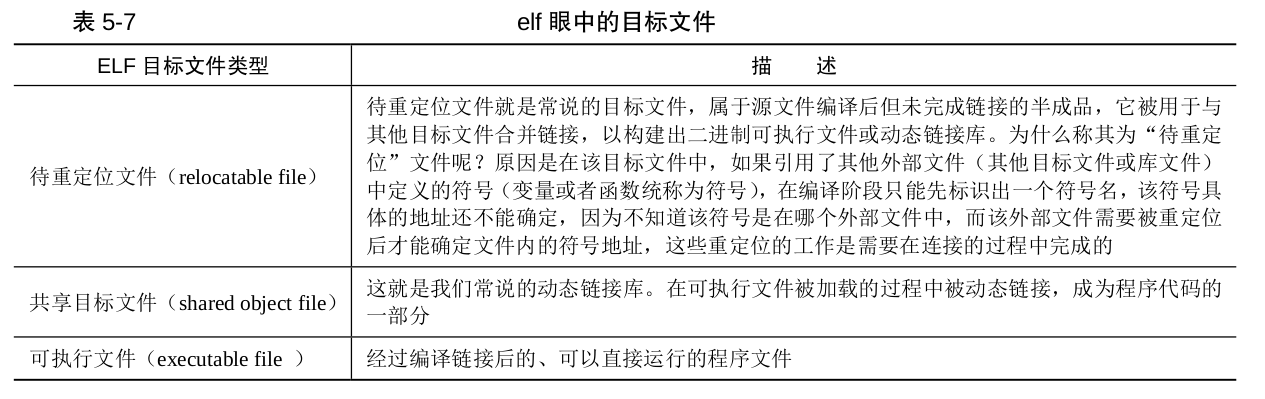 表 5-7 elf 眼中的目标文件
ELF 目标文件类型 描 述
待重定位文件（relocatable file）
待重定位文件就是常说的目标文件，属于源文件编译后但未完成链接的半成品，它被用于与
其他目标文件合并链接，以构建出二进制可执行文件或动态链接库。为什么称其为“待重定
位”文件呢？原因是在该目标文件中，如果引用了其他外部文件（其他目标文件或库文件）
中定义的符号（变量或者函数统称为符号），在编译阶段只能先标识出一个符号名，该符号具
体的地址还不能确定，因为不知道该符号是在哪个外部文件中，而该外部文件需要被重定位
后才能确定文件内的符号地址，这些重定位的工作是需要在连接的过程中完成的
共享目标文件（shared object file）
这就是我们常说的动态链接库。在可执行文件被加载的过程中被动态链接，成为程序代码的
一部分
可执行文件（executable file ）
经过编译链接后的、可以直接运行的程序文件